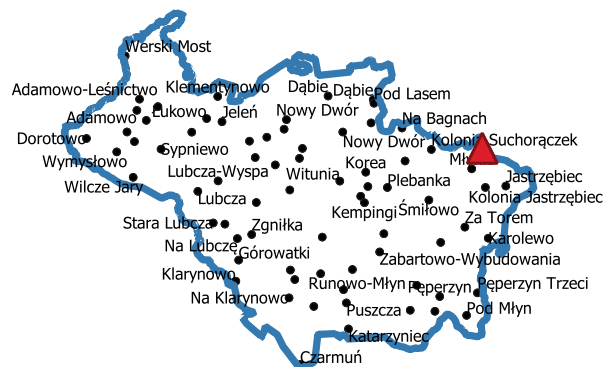 Werski Most
Adamowo-Leśnictwo
Klementynowo
Dąbie
Dąbie
Pod Lasem
Łukowo
Jeleń
Nowy Dwór
Adamowo
Na Bagnach
Dorotowo
Sypniewo
Nowy Dwór
Kolonia Suchorączek
Wymysłowo
Korea
Wilcze Jary
Lubcza-Wyspa
Witunia
Plebanka
Jastrzębiec
Lubcza
Kolonia Jastrzębiec
Kempingi
Śmiłowo
Stara Lubcza
Zgniłka
Za Torem
Na Lubczę
Górowatki
Karolewo
Zabartowo-Wybudowania
Klarynowo
Runowo-Młyn
Pęperzyn
Pęperzyn Trzeci
Na Klarynowo
Puszcza
Pod Młyn
Katarzyniec
Czarmuń